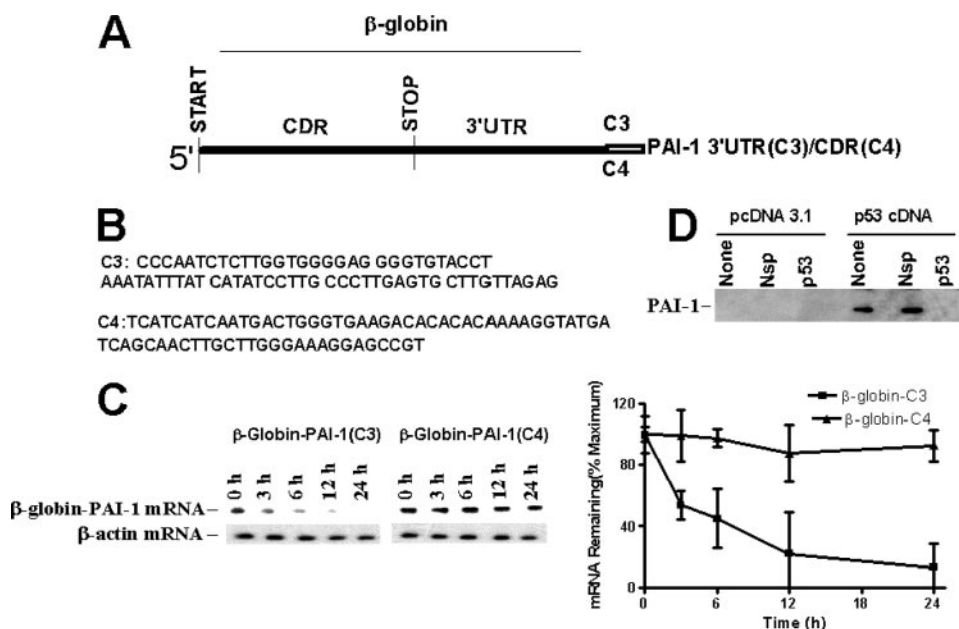 A
β-globin
START
STOP
CDR
3'UTR
C3
5'
PAI-1 3'UTR(C3)/CDR(C4)
C4
B
C3: CCCAATCTCTTGGTGGGGAG GGGTGTACCT
AAATATTTAT CATATCCTTG CCCTTGAGTG CTTGTTAGAG
C4:TCATCATCAATGACTGGGTGAAGACACACACAAAAGGTATGA
TCAGCAACTTGCTTGGGAAAGGAGCCGT
D
pcDNA 3.1
p53 cDNA
None
Nsp
p53
None
Nsp
p53
PAI-1–
C
β-Globin-PAI-1(C3)
β-Globin-PAI-1(C4)
0 h
3 h
6 h
12 h
24 h
0 h
3 h
6 h
12 h
24 h
β-globin-PAI-1 mRNA –
β-actin mRNA –
β-globin-C3
β-globin-C4
mRNA Remaining(% Maximum)
120
80
40
0
0
6
12
18
24
Time (h)